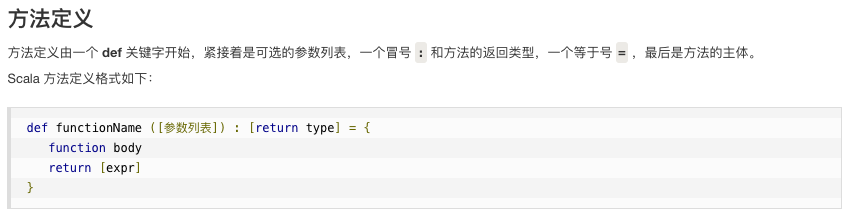 方法定义
方法定义由一个 def 关键字开始，紧接着是可选的参数列表，一个冒号 : 和方法的返回类型，一个等于号 = ，最后是方法的主体。
Scala 方法定义格式如下：
def functionName ([参数列表]) : [return type] = {
   function body
   return [expr]
}